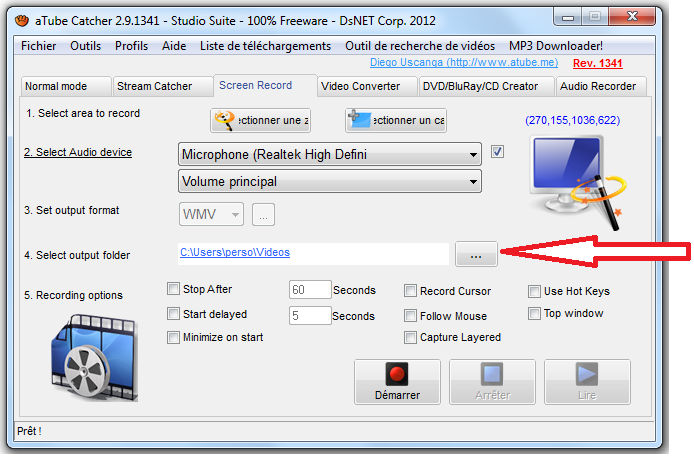 aTube Catcher 2.9.1341 - Studio Suite - 100% Freeware - DsNET Corp. 2012
Fichier Outils Profils Aide Liste de téléchargements Outil de recherche de vidéos MP3 Downloader!
Diego Uscanga (http://www.atube.me) Rev. 1341
Normal mode Stream Catcher Screen Record Video Converter DVD/BluRay/CD Creator Audio Recorder
1. Select area to record ectionner une z ectionner un ca (270,155,1036,622)
2. Select Audio device Microphone (Realtek High Defini
Volume principal
3. Set output format WMV ...
4. Select output folder C:\Users\perso\Videos ...
5. Recording options Stop After 60 Seconds Record Cursor Use Hot Keys
Start delayed 5 Seconds Follow Mouse Top window
Minimize on start Capture Layered
Démarrer Arrêter Lire
Prêt !